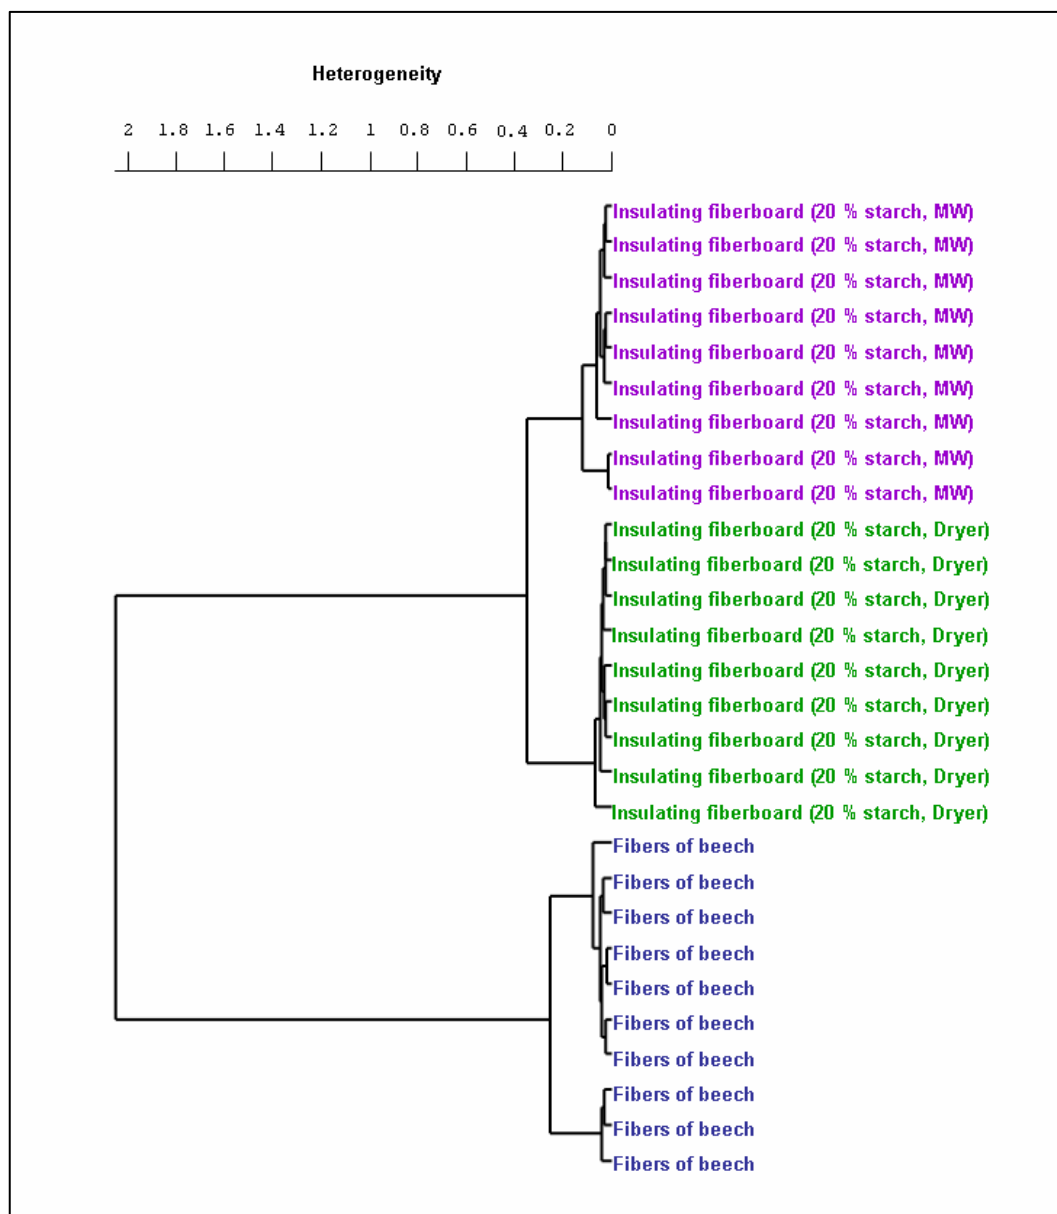 Heterogeneity
2 1.8 1.6 1.4 1.2 1 0.8 0.6 0.4 0.2 0
Insulating fiberboard (20 % starch, MW)
Insulating fiberboard (20 % starch, MW)
Insulating fiberboard (20 % starch, MW)
Insulating fiberboard (20 % starch, MW)
Insulating fiberboard (20 % starch, MW)
Insulating fiberboard (20 % starch, MW)
Insulating fiberboard (20 % starch, MW)
Insulating fiberboard (20 % starch, MW)
Insulating fiberboard (20 % starch, MW)
Insulating fiberboard (20 % starch, Dryer)
Insulating fiberboard (20 % starch, Dryer)
Insulating fiberboard (20 % starch, Dryer)
Insulating fiberboard (20 % starch, Dryer)
Insulating fiberboard (20 % starch, Dryer)
Insulating fiberboard (20 % starch, Dryer)
Insulating fiberboard (20 % starch, Dryer)
Insulating fiberboard (20 % starch, Dryer)
Insulating fiberboard (20 % starch, Dryer)
Fibers of beech
Fibers of beech
Fibers of beech
Fibers of beech
Fibers of beech
Fibers of beech
Fibers of beech
Fibers of beech
Fibers of beech
Fibers of beech